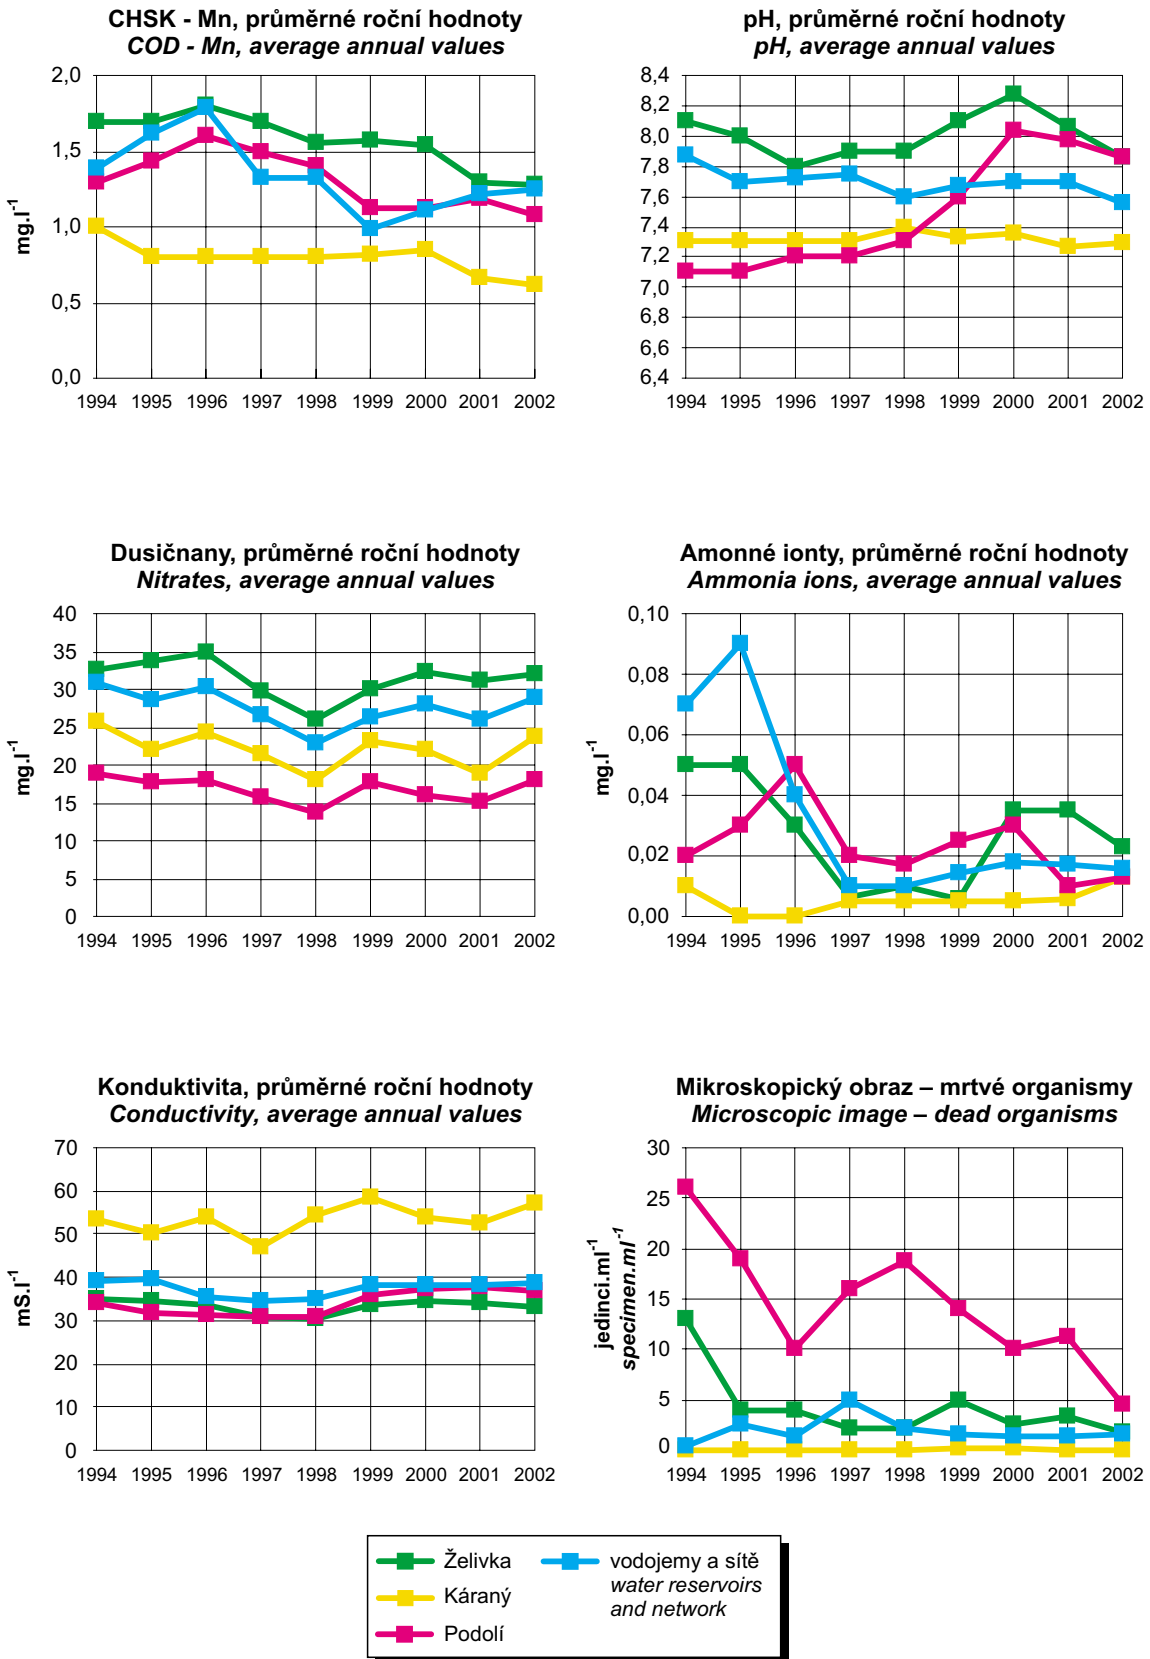 CHSK - Mn, průměrné roční hodnoty
COD - Mn, average annual values
2,0
1,5
1,0
0,5
0,0
mg.l-1
1994 1995 1996 1997 1998 1999 2000 2001 2002
pH, průměrné roční hodnoty
pH, average annual values
8,4
8,2
8,0
7,8
7,6
7,4
7,2
7,0
6,8
6,6
6,4
1994 1995 1996 1997 1998 1999 2000 2001 2002
Dusičnany, průměrné roční hodnoty
Nitrates, average annual values
40
35
30
25
20
15
10
5
0
mg.l-1
1994 1995 1996 1997 1998 1999 2000 2001 2002
Amonné ionty, průměrné roční hodnoty
Ammonia ions, average annual values
0,10
0,08
0,06
0,04
0,02
0,00
mg.l-1
1994 1995 1996 1997 1998 1999 2000 2001 2002
Konduktivita, průměrné roční hodnoty
Conductivity, average annual values
70
60
50
40
30
20
10
0
mS.l-1
1994 1995 1996 1997 1998 1999 2000 2001 2002
Mikroskopický obraz – mrtvé organismy
Microscopic image – dead organisms
30
25
20
15
10
5
0
jedinci.ml-1
specimen.ml-1
1994 1995 1996 1997 1998 1999 2000 2001 2002
Želivka
Káraný
Podolí
vodojemy a sítě
water reservoirs
and network